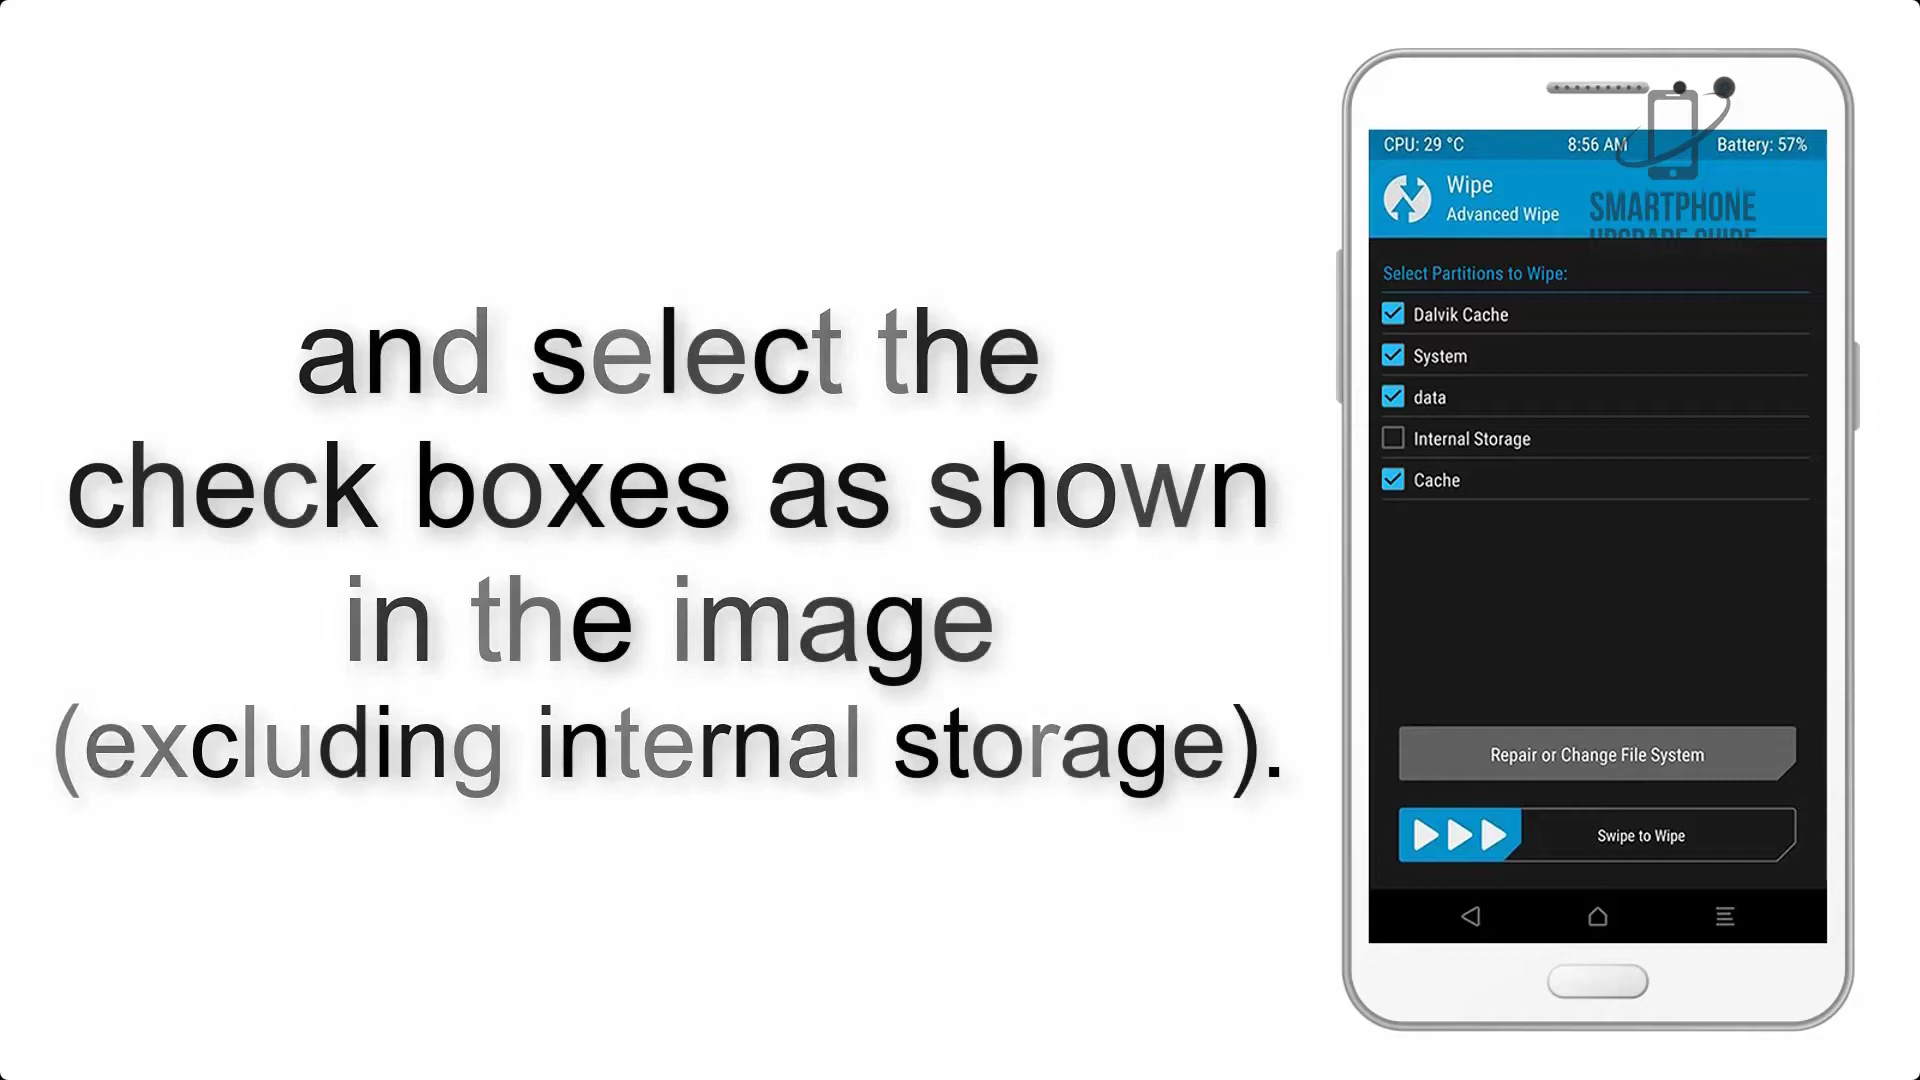 and select the
check boxes as shown
in the image
(excluding internal storage).
CPU: 29 °C 8:56 AM Battery: 57%
Wipe
Advanced Wipe
SMARTPHONE
UPGRADE GUIDE
Select Partitions to Wipe:
Dalvik Cache
System
data
Internal Storage
Cache
Repair or Change File System
Swipe to Wipe